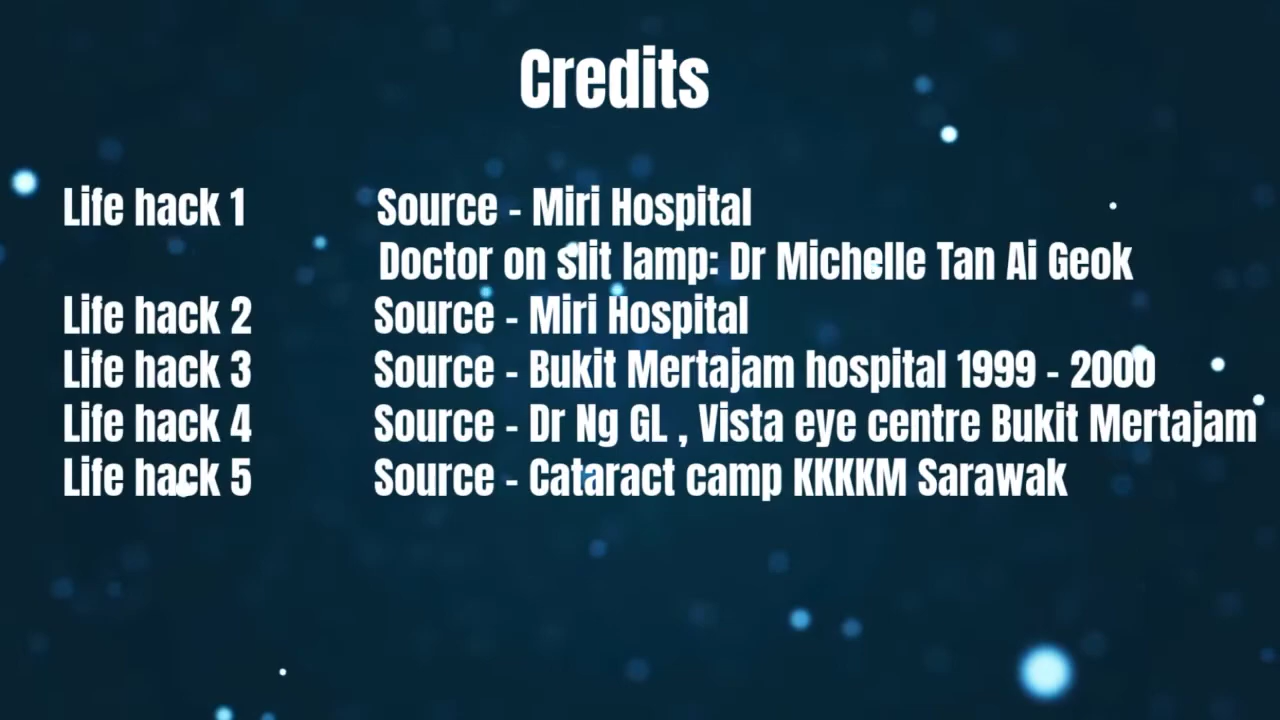 Credits
Life hack 1 Source - Miri Hospital
Doctor on slit lamp: Dr Michelle Tan Ai Geok
Life hack 2 Source - Miri Hospital
Life hack 3 Source - Bukit Mertajam hospital 1999 - 2000
Life hack 4 Source - Dr Ng GL , Vista eye centre Bukit Mertajam
Life hack 5 Source - Cataract camp KKKKM Sarawak